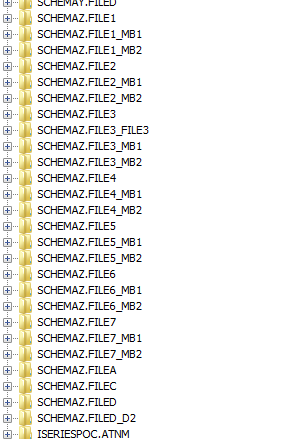 SCHEMAY.FILED
SCHEMAZ.FILE1
SCHEMAZ.FILE1_MB1
SCHEMAZ.FILE1_MB2
SCHEMAZ.FILE2
SCHEMAZ.FILE2_MB1
SCHEMAZ.FILE2_MB2
SCHEMAZ.FILE3
SCHEMAZ.FILE3_FILE3
SCHEMAZ.FILE3_MB1
SCHEMAZ.FILE3_MB2
SCHEMAZ.FILE4
SCHEMAZ.FILE4_MB1
SCHEMAZ.FILE4_MB2
SCHEMAZ.FILE5
SCHEMAZ.FILE5_MB1
SCHEMAZ.FILE5_MB2
SCHEMAZ.FILE6
SCHEMAZ.FILE6_MB1
SCHEMAZ.FILE6_MB2
SCHEMAZ.FILE7
SCHEMAZ.FILE7_MB1
SCHEMAZ.FILE7_MB2
SCHEMAZ.FILEA
SCHEMAZ.FILEC
SCHEMAZ.FILED
SCHEMAZ.FILED_D2
ISERIESPOC.ATNM